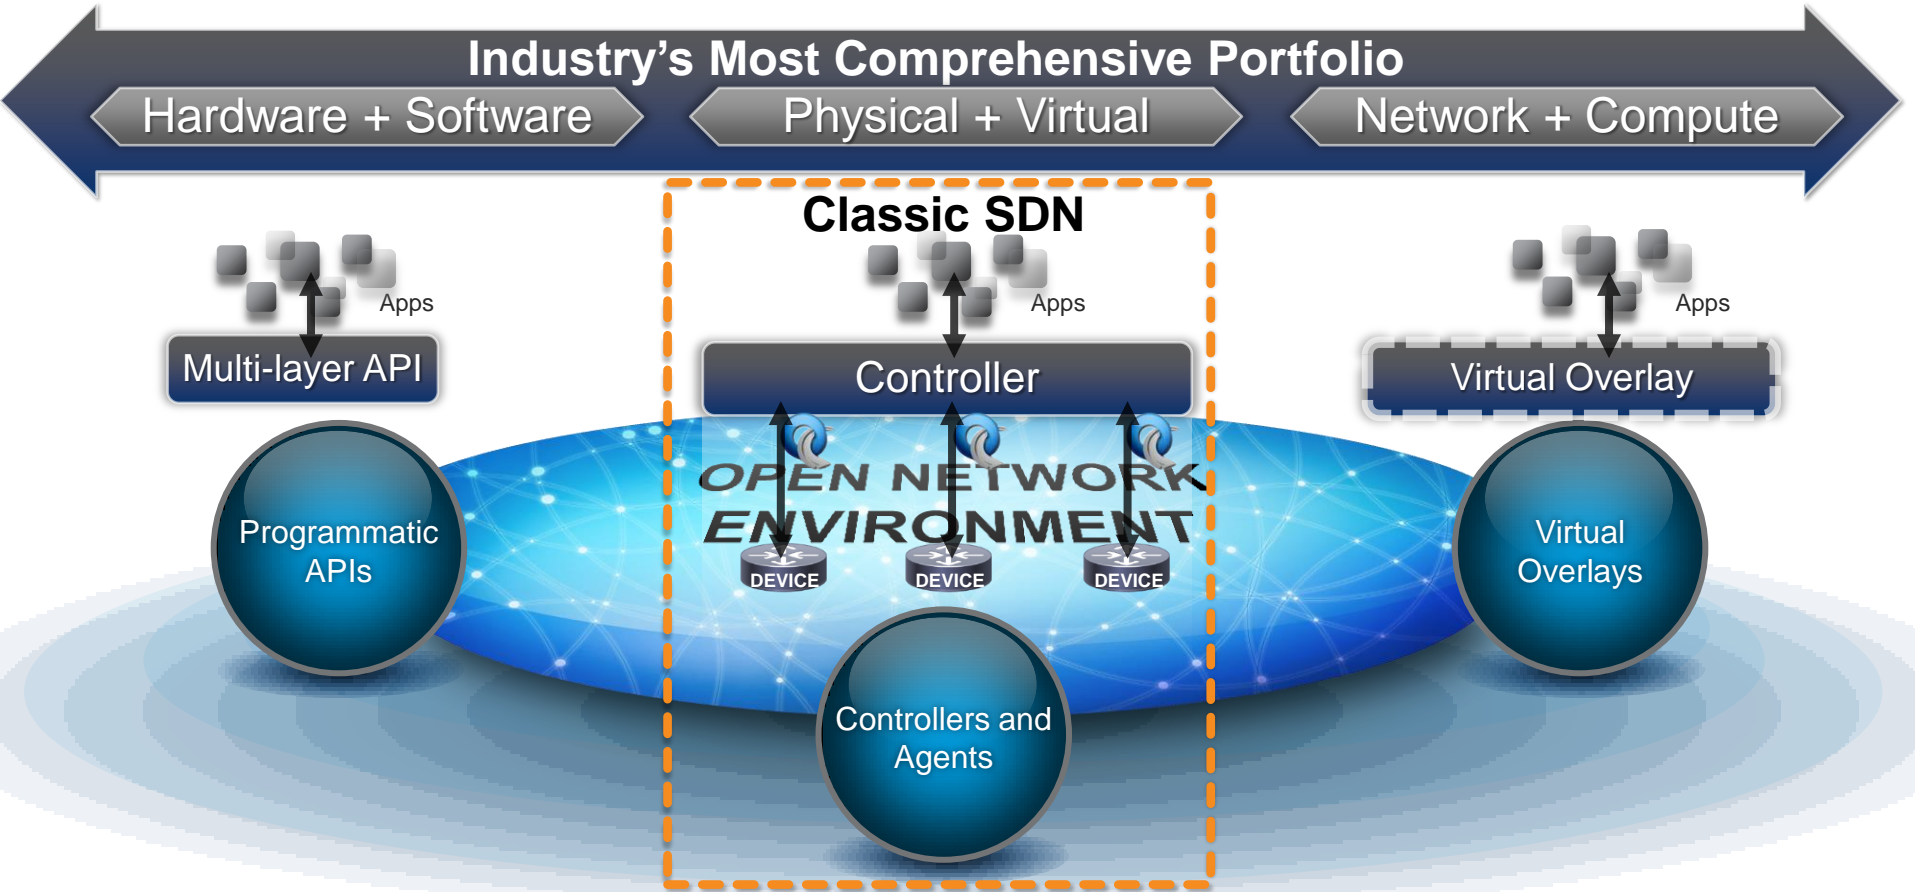 Industry's Most Comprehensive Portfolio
Hardware + Software
Physical + Virtual
Network + Compute
Classic SDN
Apps
Apps
Apps
Multi-layer API
Controller
Virtual Overlay
OPEN NETWORK
ENVIRONMENT
Programmatic
APIs
DEVICE
DEVICE
DEVICE
Virtual
Overlays
Controllers and
Agents